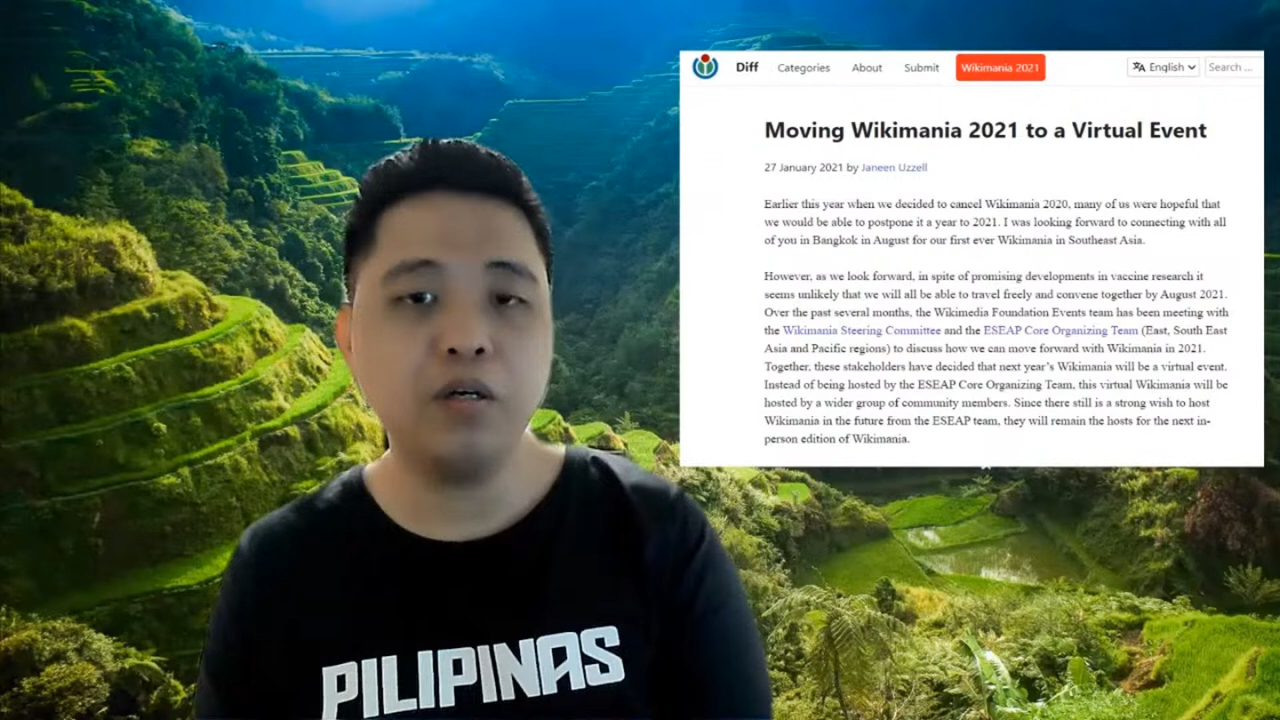 Diff Categories About Submit Wikimania 2021 English Search ...
Moving Wikimania 2021 to a Virtual Event
27 January 2021 by Janeen Uzzell
Earlier this year when we decided to cancel Wikimania 2020, many of us were hopeful that
we would be able to postpone it a year to 2021. I was looking forward to connecting with all
of you in Bangkok in August for our first ever Wikimania in Southeast Asia.
However, as we look forward, in spite of promising developments in vaccine research it
seems unlikely that we will all be able to travel freely and convene together by August 2021.
Over the past several months, the Wikimedia Foundation Events team has been meeting with
the Wikimania Steering Committee and the ESEAP Core Organizing Team (East, South East
Asia and Pacific regions) to discuss how we can move forward with Wikimania in 2021.
Together, these stakeholders have decided that next year's Wikimania will be a virtual event.
Instead of being hosted by the ESEAP Core Organizing Team, this virtual Wikimania will be
hosted by a wider group of community members. Since there still is a strong wish to host
Wikimania in the future from the ESEAP team, they will remain the hosts for the next in-
person edition of Wikimania.
PILIPINAS